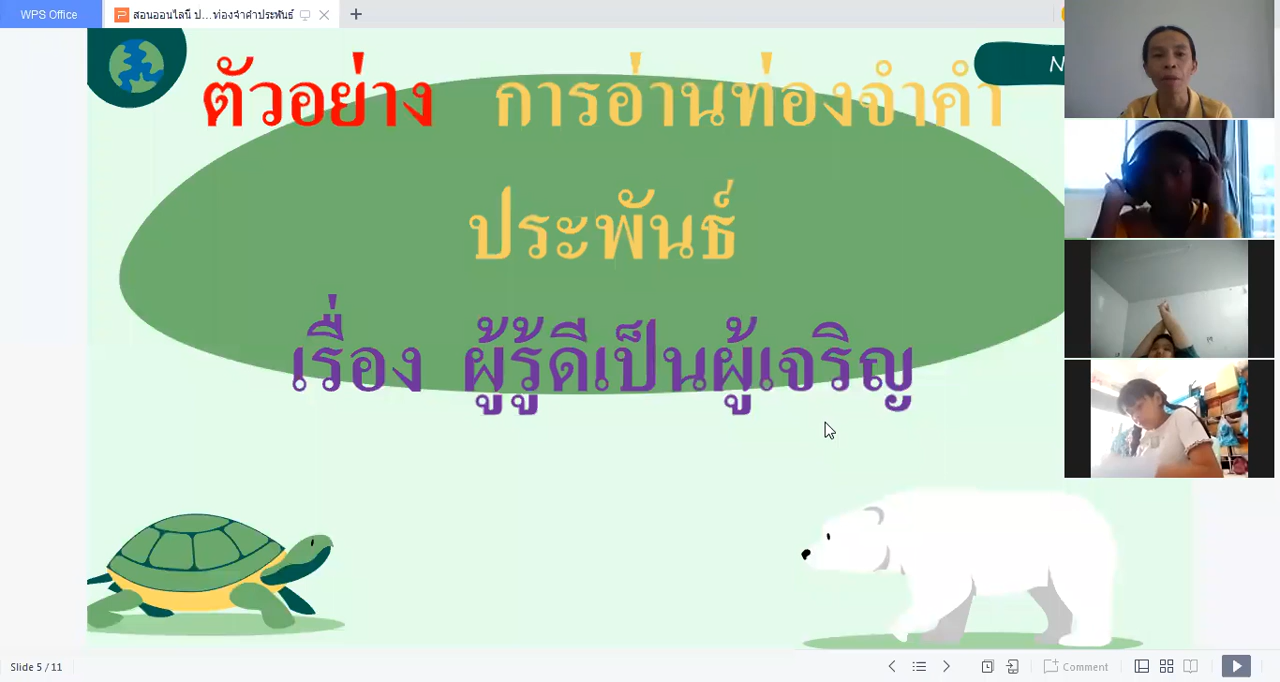 WPS Office
สอนออนไลน์ ป...ท่องจำคำประพันธ์
N
ตัวอย่าง การอ่านท่องจำคำ
ประพันธ์
เรื่อง ผู้รู้ดีเป็นผู้เจริญ
Slide 5 / 11
Comment